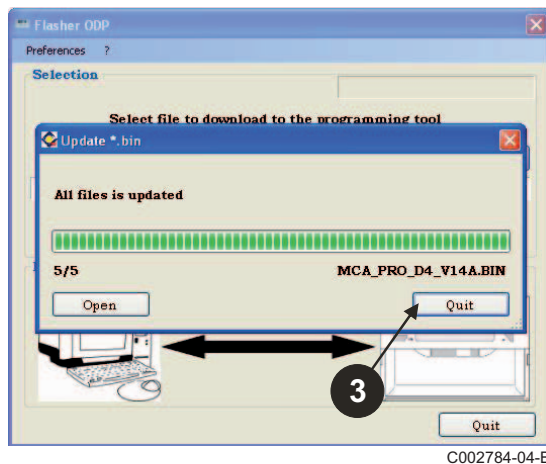 Flasher ODP
Preferences ?
Selection
Select file to download to the programming tool
Update *.bin
All files is updated
5/5 MCA_PRO_D4_V14A.BIN
Open Quit
3
Quit
C002784-04-E